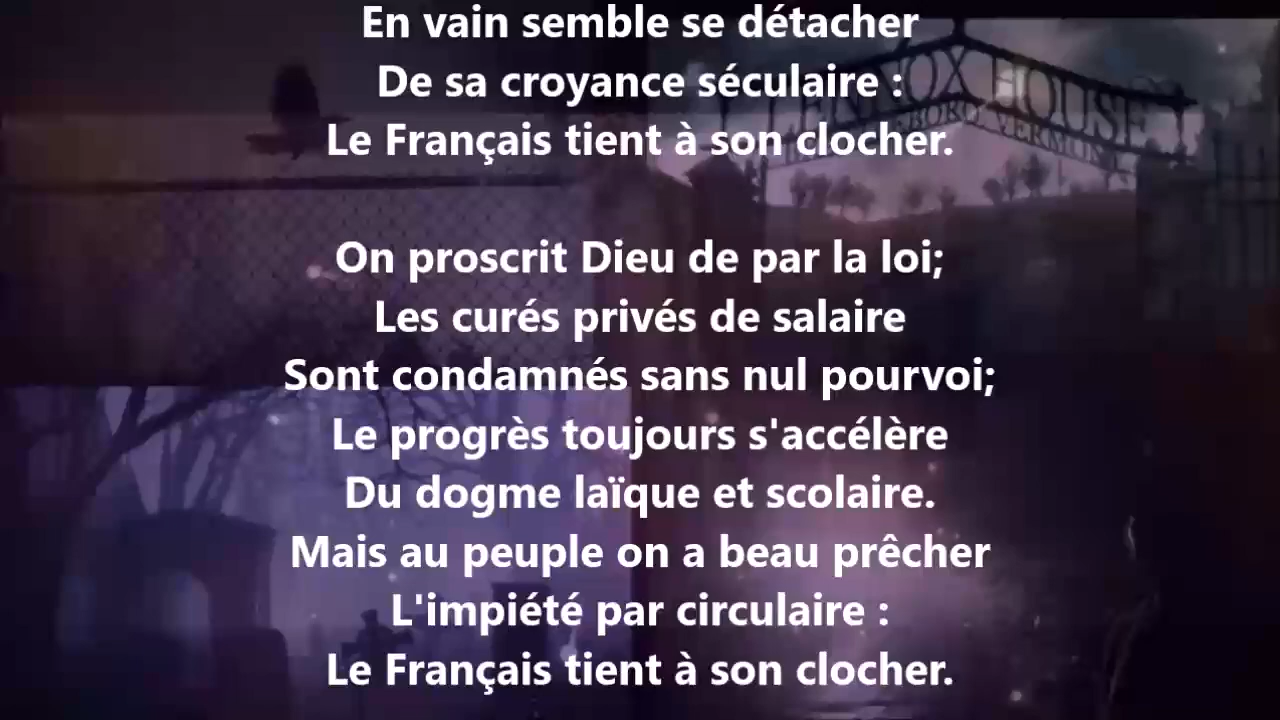 En vain semble se détacher
De sa croyance séculaire :
Le Français tient à son clocher.
On proscrit Dieu de par la loi;
Les curés privés de salaire
Sont condamnés sans nul pourvoi;
Le progrès toujours s'accélère
Du dogme laïque et scolaire.
Mais au peuple on a beau prêcher
L'impiété par circulaire :
Le Français tient à son clocher.
HOUSE
VERMONT